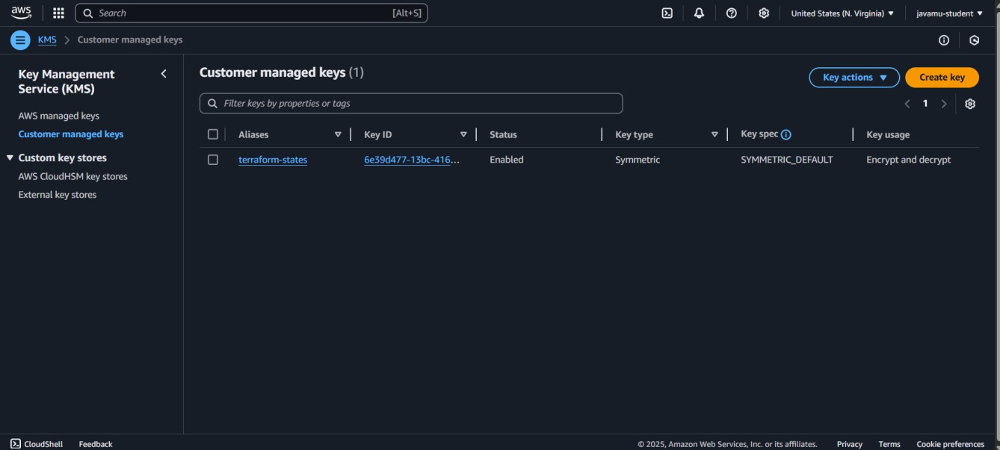 aws
Search [Alt+S]
United States (N. Virginia) ▼
javamu-student ▼
KMS > Customer managed keys
Key Management
Service (KMS)
AWS managed keys
Customer managed keys
▼ Custom key stores
AWS CloudHSM key stores
External key stores
Customer managed keys (1)
Key actions ▼
Create key
Filter keys by properties or tags
< 1 >
Aliases Key ID Status Key type Key spec Key usage
terraform-states 6e39d477-13bc-416... Enabled Symmetric SYMMETRIC_DEFAULT Encrypt and decrypt
CloudShell Feedback © 2025, Amazon Web Services, Inc. or its affiliates. Privacy Terms Cookie preferences